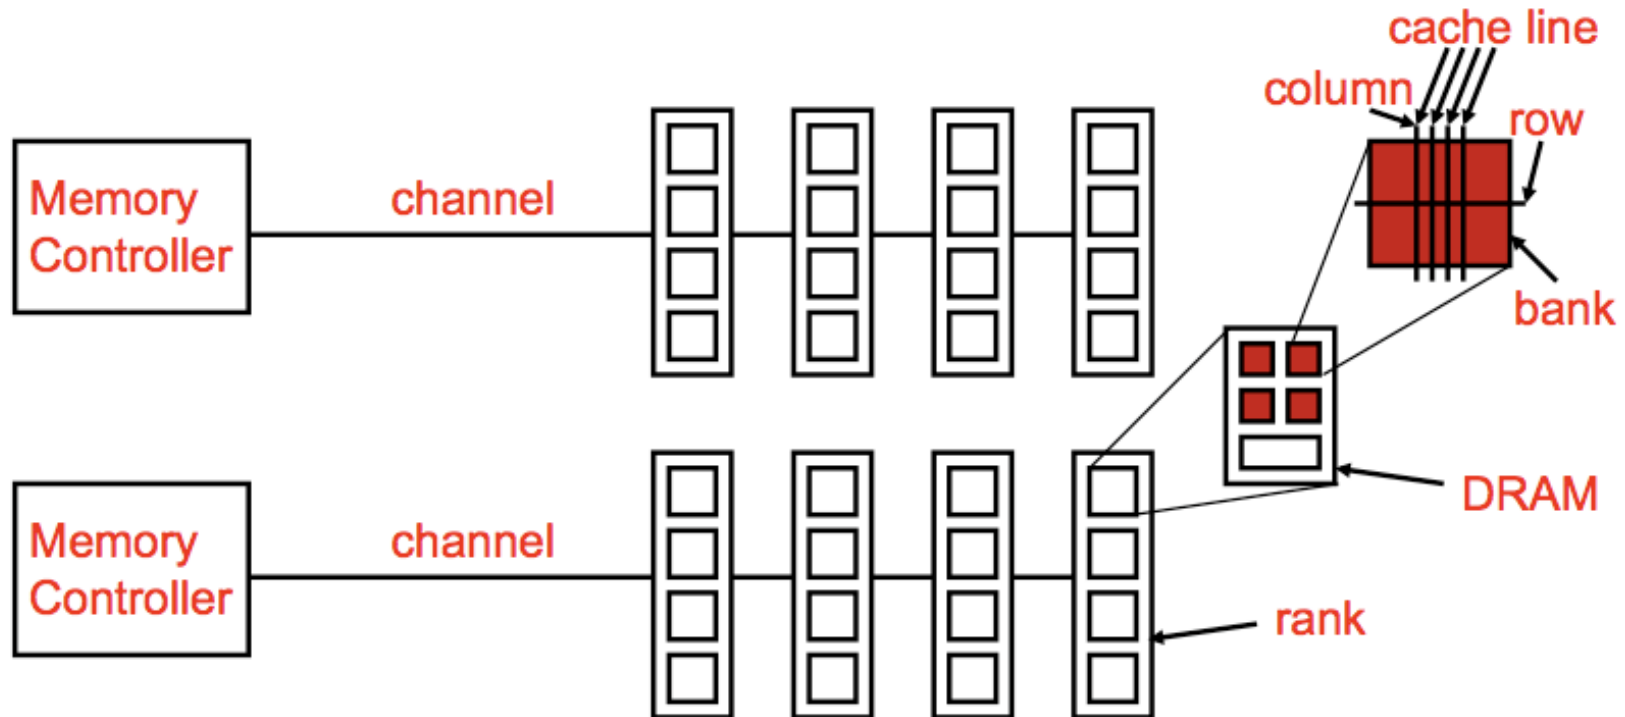 cache line
column
row
Memory
Controller
channel
bank
DRAM
Memory
Controller
channel
rank